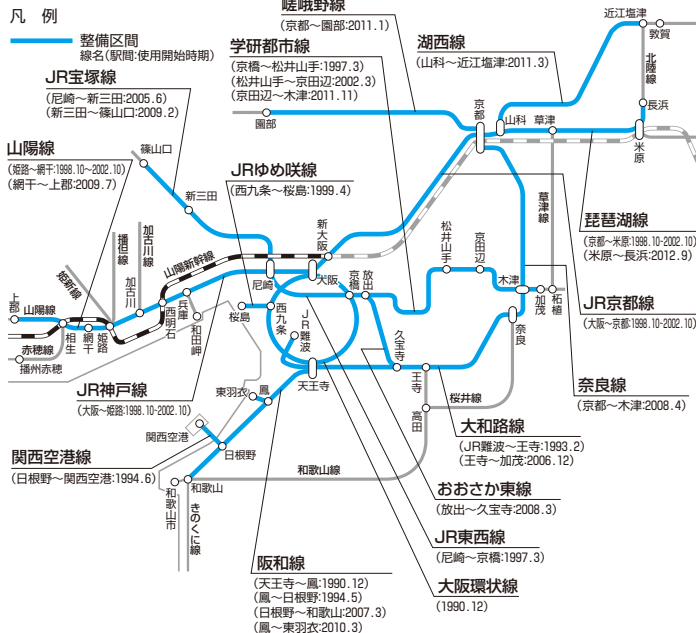 凡　例
整備区間
線名(駅間:使用開始時期)
嵯峨野線
(京都～園部:2011.1)
学研都市線
(京橋～松井山手:1997.3)
(松井山手～京田辺:2002.3)
(京田辺～木津:2011.11)
湖西線
(山科～近江塩津:2011.3)
近江塩津
敦賀
北陸線
長浜
米原
JR宝塚線
(尼崎～新三田:2005.6)
(新三田～篠山口:2009.2)
園部
京都
山科
草津
草津線
山陽線
(姫路～網干:1998.10～2002.10)
(網干～上郡:2009.7)
篠山口
新三田
JRゆめ咲線
(西九条～桜島:1999.4)
琵琶湖線
(京都～米原:1998.10-2002.10)
(米原～長浜:2012.9)
加古川線
播但線
姫新線
山陽新幹線
新大阪
尼崎
大阪
京橋
放出
松井山手
京田辺
木津
加茂
柘植
奈良
JR京都線
(大阪～京都:1998.10-2002.10)
上郡
山陽線
相生
網干
姫路
加古川
西明石
兵庫
和田岬
桜島
西九条
JR難波
久宝寺
赤穂線
播州赤穂
JR神戸線
(大阪～姫路:1998.10-2002.10)
天王寺
王寺
高田
桜井線
奈良線
(京都～木津:2008.4)
東羽衣
鳳
大和路線
(JR難波～王寺:1993.2)
(王寺～加茂:2006.12)
関西空港
日根野
関西空港線
(日根野～関西空港:1994.6)
和歌山線
和歌山
和歌山市
きのくに線
おおさか東線
(放出～久宝寺:2008.3)
JR東西線
(尼崎～京橋:1997.3)
阪和線
(天王寺～鳳:1990.12)
(鳳～日根野:1994.5)
(日根野～和歌山:2007.3)
(鳳～東羽衣:2010.3)
大阪環状線
(1990.12)